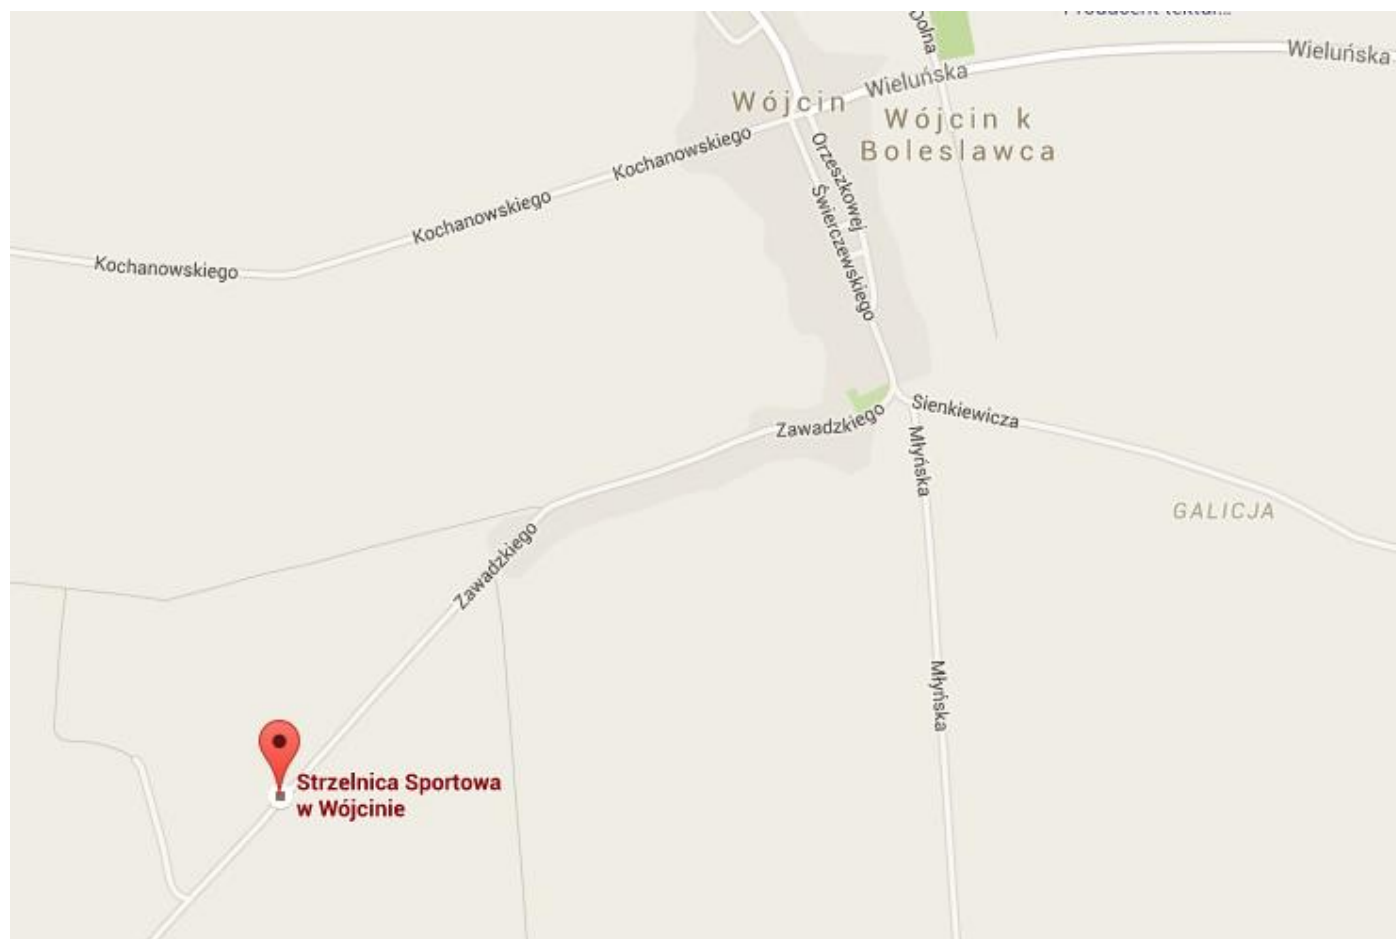 Dolna
Wieluńska
Wieluńska
Wójcin
Wójcin k
Boleslawca
Kochanowskiego
Kochanowskiego
Kochanowskiego
Orzeszkowej
Świerczewskiego
Zawadzkiego
Sienkiewicza
Młyńska
GALICJA
Zawadzkiego
Młyńska
Strzelnica Sportowa
w Wójcinie